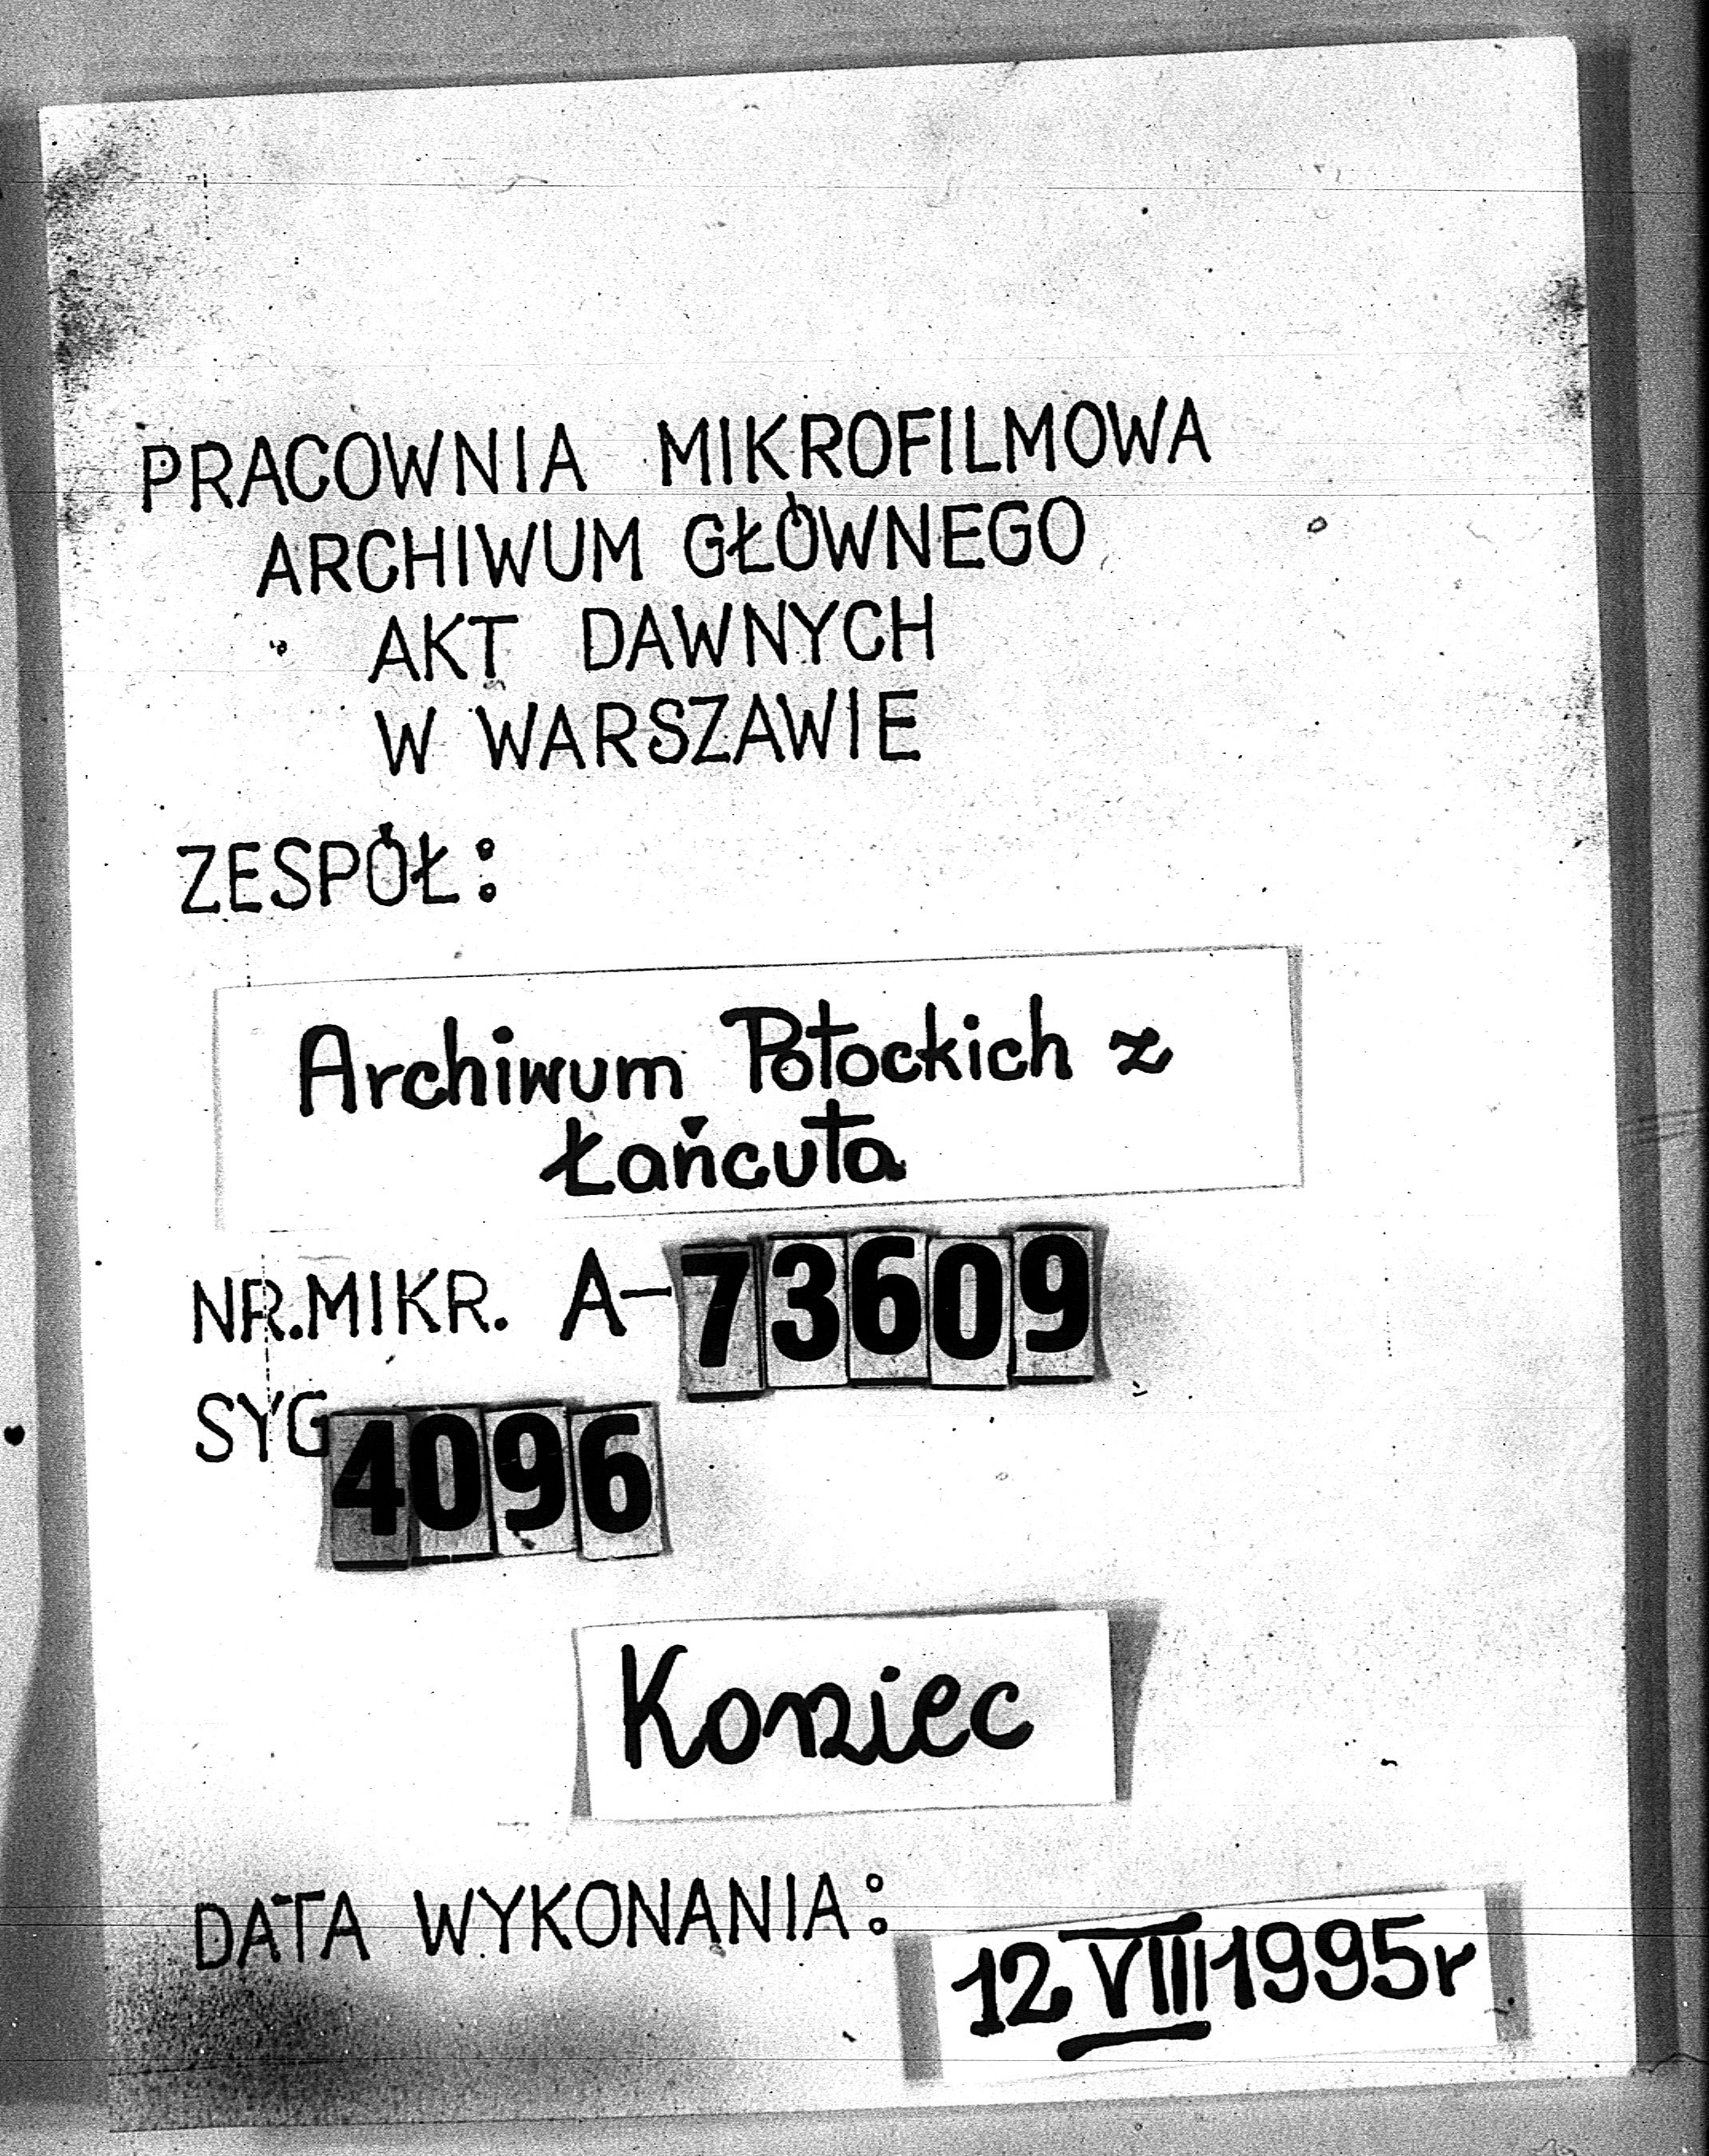 PRACOWNIA MIKROFILMOWA
ARCHIWUM GŁÓWNEGO
AKT DAWNYCH
W WARSZAWIE
ZESPÓŁ:
Archiwum Potockich z
Łańcuta
NR.MIKR. A-73609
SYG 4096
Koniec
DATA WYKONANIA: 12 VIII 1995r